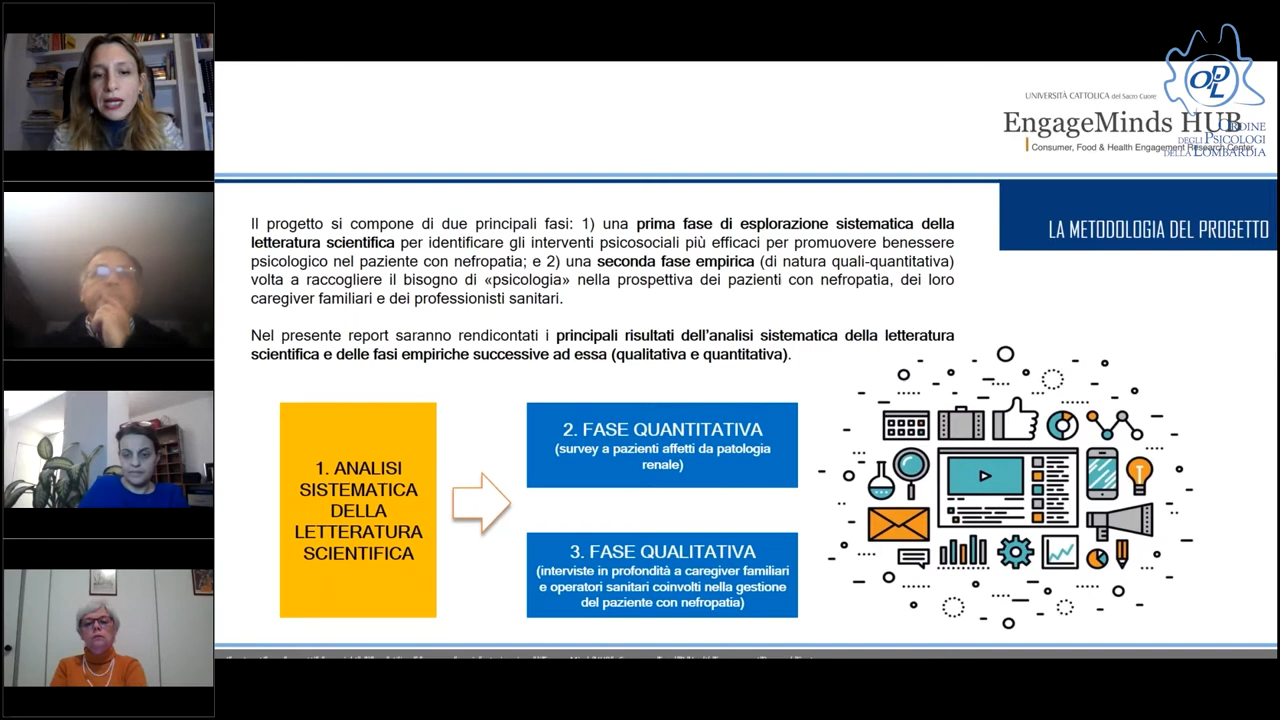 UNIVERSITÀ CATTOLICA del Sacro Cuore
EngageMinds HUB
Consumer, Food & Health Engagement Research Center
OPL
ORDINE
DEGLI PSICOLOGI
DELLA LOMBARDIA
LA METODOLOGIA DEL PROGETTO
Il progetto si compone di due principali fasi: 1) una prima fase di esplorazione sistematica della
letteratura scientifica per identificare gli interventi psicosociali più efficaci per promuovere benessere
psicologico nel paziente con nefropatia; e 2) una seconda fase empirica (di natura quali-quantitativa)
volta a raccogliere il bisogno di «psicologia» nella prospettiva dei pazienti con nefropatia, dei loro
caregiver familiari e dei professionisti sanitari.
Nel presente report saranno rendicontati i principali risultati dell'analisi sistematica della letteratura
scientifica e delle fasi empiriche successive ad essa (qualitativa e quantitativa).
1. ANALISI
SISTEMATICA
DELLA
LETTERATURA
SCIENTIFICA
2. FASE QUANTITATIVA
(survey a pazienti affetti da patologia
renale)
3. FASE QUALITATIVA
(interviste in profondità a caregiver familiari
e operatori sanitari coinvolti nella gestione
del paziente con nefropatia)